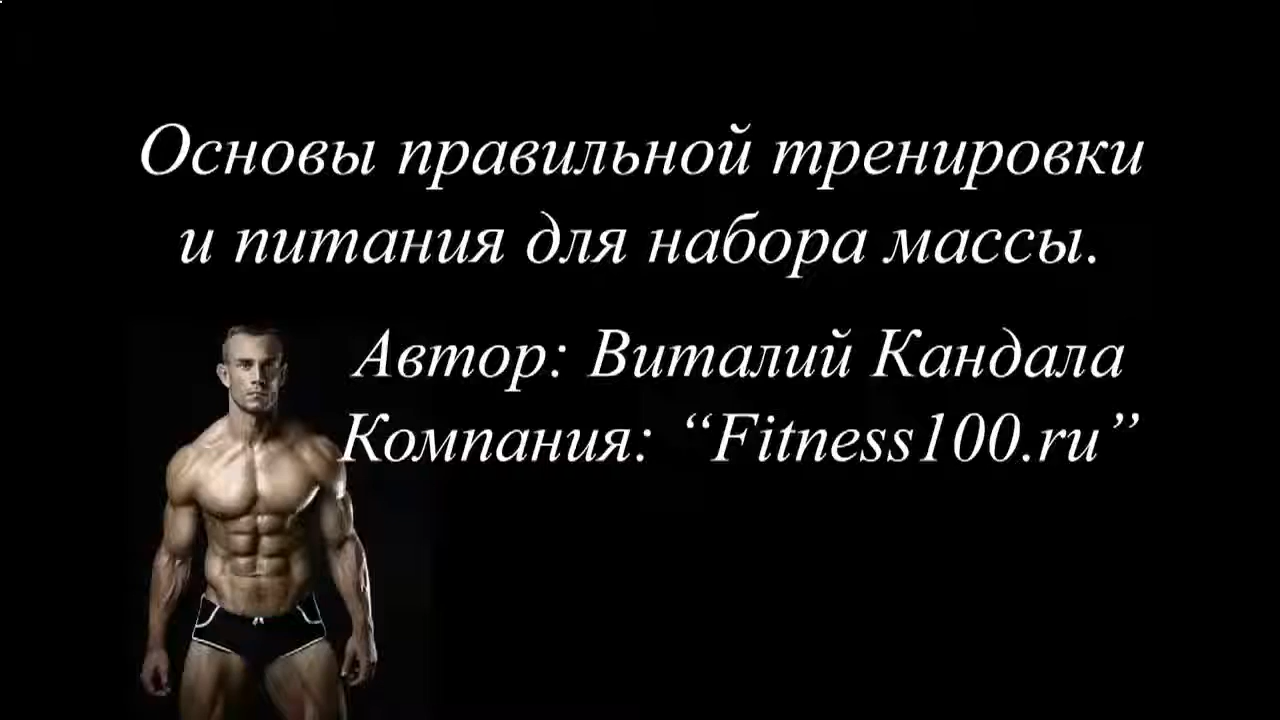 Основы правильной тренировки
и питания для набора массы.
Автор: Виталий Кандала
Компания: “Fitness100.ru”